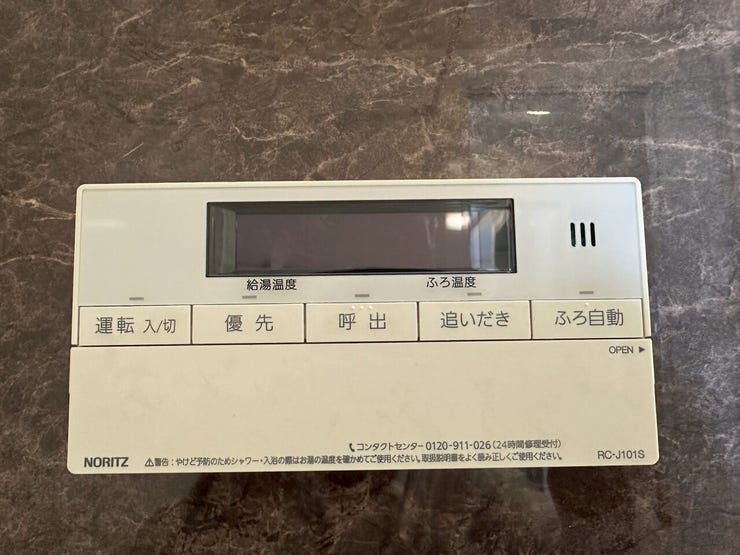 給湯温度 ふろ温度
運転 入/切 優先 呼出 追いだき ふろ自動
OPEN ▶
コンタクトセンター 0120-911-026(24時間修理受付)
NORITZ ⚠警告:やけど予防のためシャワー・入浴の際はお湯の温度を確かめてご使用ください。取扱説明書をよく読み正しくご使用ください。 RC-J101S